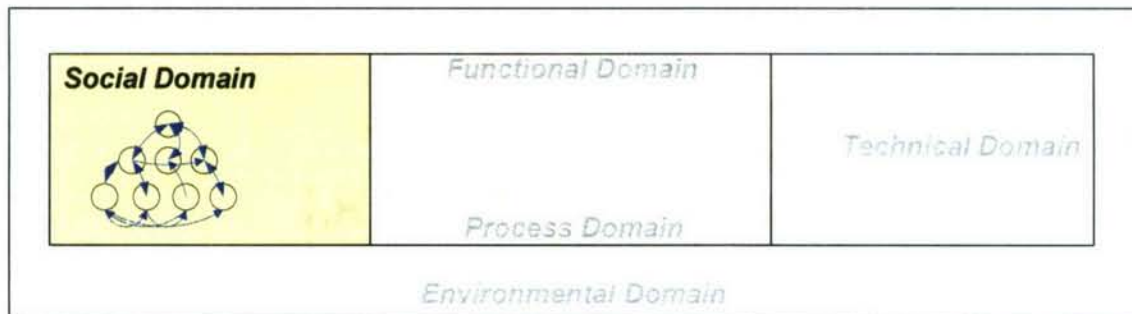 Social Domain
Functional Domain
Technical Domain
Process Domain
Environmental Domain